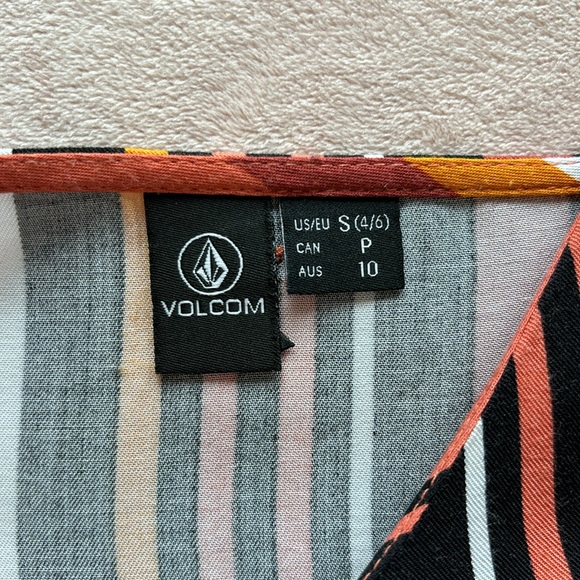 VOLCOM
US/EU S (4/6)
CAN P
AUS 10